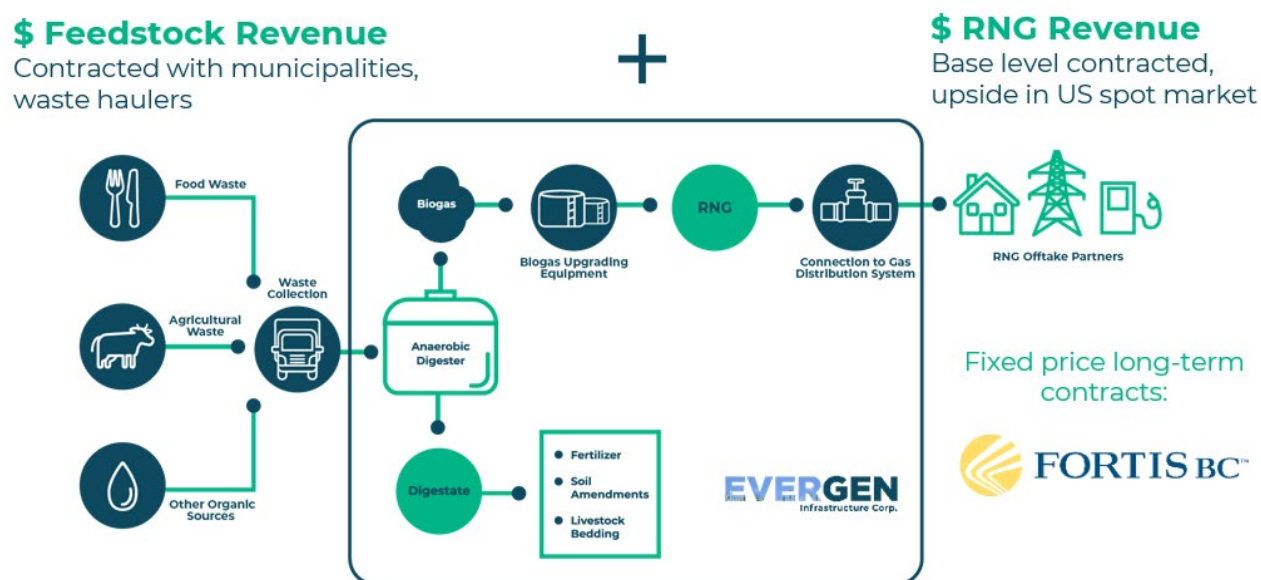 $ Feedstock Revenue
Contracted with municipalities,
waste haulers
+
$ RNG Revenue
Base level contracted,
upside in US spot market
Food Waste
Agricultural
Waste
Other Organic
Sources
Waste
Collection
Biogas
Anaerobic
Digester
Digestate
Biogas Upgrading
Equipment
RNG
Connection to Gas
Distribution System
RNG Offtake Partners
• Fertilizer
• Soil
Amendments
• Livestock
Bedding
EVERGEN
Infrastructure Corp.
Fixed price long-term
contracts:
FORTIS BC™